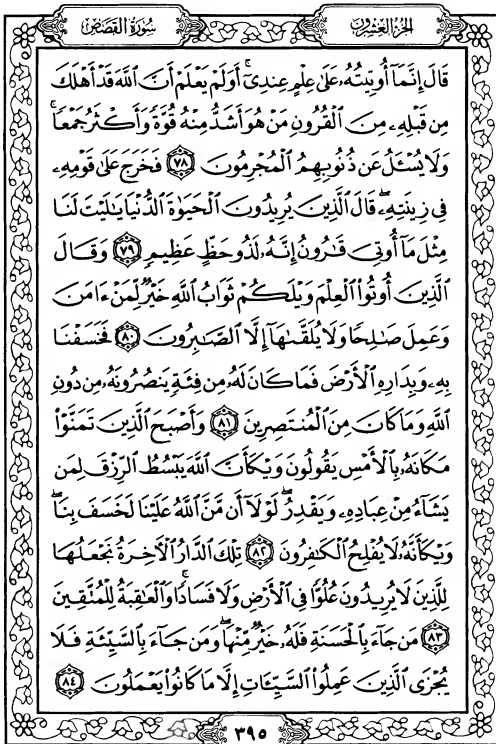 الجزء العشرون
سورة القصص
قَالَ إِنَّمَآ أُوتِيتُهُۥ عَلَىٰ عِلۡمٍ عِندِيٓۚ أَوَلَمۡ يَعۡلَمۡ أَنَّ ٱللَّهَ قَدۡ أَهۡلَكَ
مِن قَبۡلِهِۦ مِنَ ٱلۡقُرُونِ مَنۡ هُوَ أَشَدُّ مِنۡهُ قُوَّةٗ وَأَكۡثَرُ جَمۡعٗاۚ
وَلَا يُسۡـَٔلُ عَن ذُنُوبِهِمُ ٱلۡمُجۡرِمُونَ ٧٨ فَخَرَجَ عَلَىٰ قَوۡمِهِۦ
فِي زِينَتِهِۦۖ قَالَ ٱلَّذِينَ يُرِيدُونَ ٱلۡحَيَوٰةَ ٱلدُّنۡيَا يَٰلَيۡتَ لَنَا
مِثۡلَ مَآ أُوتِيَ قَٰرُونُ إِنَّهُۥ لَذُو حَظٍّ عَظِيمٖ ٧٩ وَقَالَ
ٱلَّذِينَ أُوتُواْ ٱلۡعِلۡمَ وَيۡلَكُمۡ ثَوَابُ ٱللَّهِ خَيۡرٞ لِّمَنۡ ءَامَنَ
وَعَمِلَ صَٰلِحٗا وَلَا يُلَقَّىٰهَآ إِلَّا ٱلصَّٰبِرُونَ ٨٠ فَخَسَفۡنَا
بِهِۦ وَبِدَارِهِ ٱلۡأَرۡضَ فَمَا كَانَ لَهُۥ مِن فِئَةٖ يَنصُرُونَهُۥ مِن دُونِ
ٱللَّهِ وَمَا كَانَ مِنَ ٱلۡمُنتَصِرِينَ ٨١ وَأَصۡبَحَ ٱلَّذِينَ تَمَنَّوۡاْ
مَكَانَهُۥ بِٱلۡأَمۡسِ يَقُولُونَ وَيۡكَأَنَّ ٱللَّهَ يَبۡسُطُ ٱلرِّزۡقَ لِمَن
يَشَآءُ مِنۡ عِبَادِهِۦ وَيَقۡدِرُۖ لَوۡلَآ أَن مَّنَّ ٱللَّهُ عَلَيۡنَا لَخَسَفَ بِنَاۖ
وَيۡكَأَنَّهُۥ لَا يُفۡلِحُ ٱلۡكَٰفِرُونَ ٨٢ تِلۡكَ ٱلدَّارُ ٱلۡأٓخِرَةُ نَجۡعَلُهَا
لِلَّذِينَ لَا يُرِيدُونَ عُلُوّٗا فِي ٱلۡأَرۡضِ وَلَا فَسَادٗاۚ وَٱلۡعَٰقِبَةُ لِلۡمُتَّقِينَ
٨٣ مَن جَآءَ بِٱلۡحَسَنَةِ فَلَهُۥ خَيۡرٞ مِّنۡهَاۖ وَمَن جَآءَ بِٱلسَّيِّئَةِ فَلَا
يُجۡزَى ٱلَّذِينَ عَمِلُواْ ٱلسَّيِّـَٔاتِ إِلَّا مَا كَانُواْ يَعۡمَلُونَ ٨٤
٣٩٥